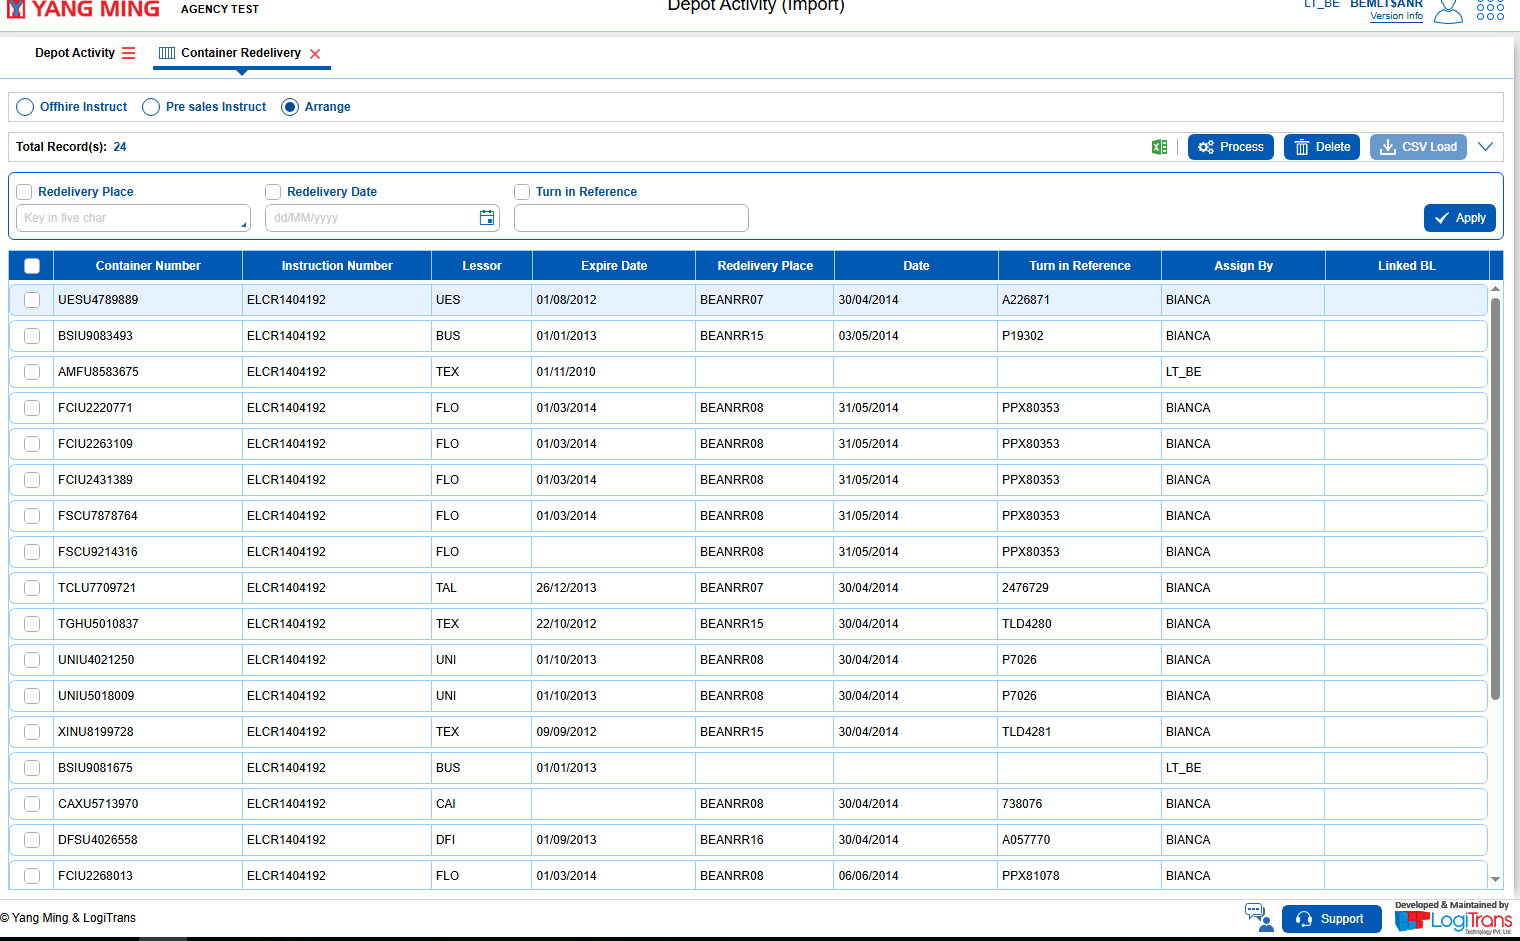 YANG MING AGENCY TEST
Depot Activity (Import)
LT_BE BEMLTSANR
Version Info
Depot Activity Container Redelivery
Offhire Instruct Pre sales Instruct Arrange
Total Record(s): 24 Process Delete CSV Load
Redelivery Place Redelivery Date Turn in Reference
Key in five char dd/MM/yyyy Apply
Container Number Instruction Number Lessor Expire Date Redelivery Place Date Turn in Reference Assign By Linked BL
UESU4789889 ELCR1404192 UES 01/08/2012 BEANRR07 30/04/2014 A226871 BIANCA
BSIU9083493 ELCR1404192 BUS 01/01/2013 BEANRR15 03/05/2014 P19302 BIANCA
AMFU8583675 ELCR1404192 TEX 01/11/2010 LT_BE
FCIU2220771 ELCR1404192 FLO 01/03/2014 BEANRR08 31/05/2014 PPX80353 BIANCA
FCIU2263109 ELCR1404192 FLO 01/03/2014 BEANRR08 31/05/2014 PPX80353 BIANCA
FCIU2431389 ELCR1404192 FLO 01/03/2014 BEANRR08 31/05/2014 PPX80353 BIANCA
FSCU7878764 ELCR1404192 FLO 01/03/2014 BEANRR08 31/05/2014 PPX80353 BIANCA
FSCU9214316 ELCR1404192 FLO BEANRR08 31/05/2014 PPX80353 BIANCA
TCLU7709721 ELCR1404192 TAL 26/12/2013 BEANRR07 30/04/2014 2476729 BIANCA
TGHU5010837 ELCR1404192 TEX 22/10/2012 BEANRR15 30/04/2014 TLD4280 BIANCA
UNIU4021250 ELCR1404192 UNI 01/10/2013 BEANRR08 30/04/2014 P7026 BIANCA
UNIU5018009 ELCR1404192 UNI 01/10/2013 BEANRR08 30/04/2014 P7026 BIANCA
XINU8199728 ELCR1404192 TEX 09/09/2012 BEANRR15 30/04/2014 TLD4281 BIANCA
BSIU9081675 ELCR1404192 BUS 01/01/2013 LT_BE
CAXU5713970 ELCR1404192 CAI BEANRR08 30/04/2014 738076 BIANCA
DFSU4026558 ELCR1404192 DFI 01/09/2013 BEANRR16 30/04/2014 A057770 BIANCA
FCIU2268013 ELCR1404192 FLO 01/03/2014 BEANRR08 06/06/2014 PPX81078 BIANCA
© Yang Ming & LogiTrans Support
Developed & Maintained by
LogiTrans
Technology Pvt. Ltd.